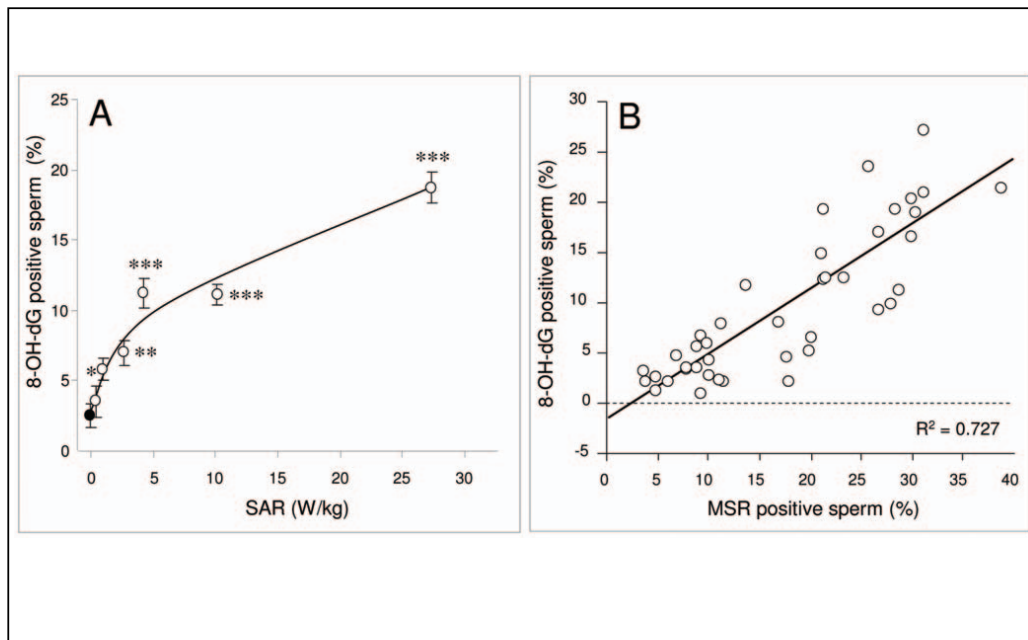 A
25
20
15
10
5
0
8-OH-dG positive sperm (%)
***
***
***
**
*
0 5 10 15 20 25 30
SAR (W/kg)
B
30
25
20
15
10
5
0
-5
8-OH-dG positive sperm (%)
R² = 0.727
0 5 10 15 20 25 30 35 40
MSR positive sperm (%)